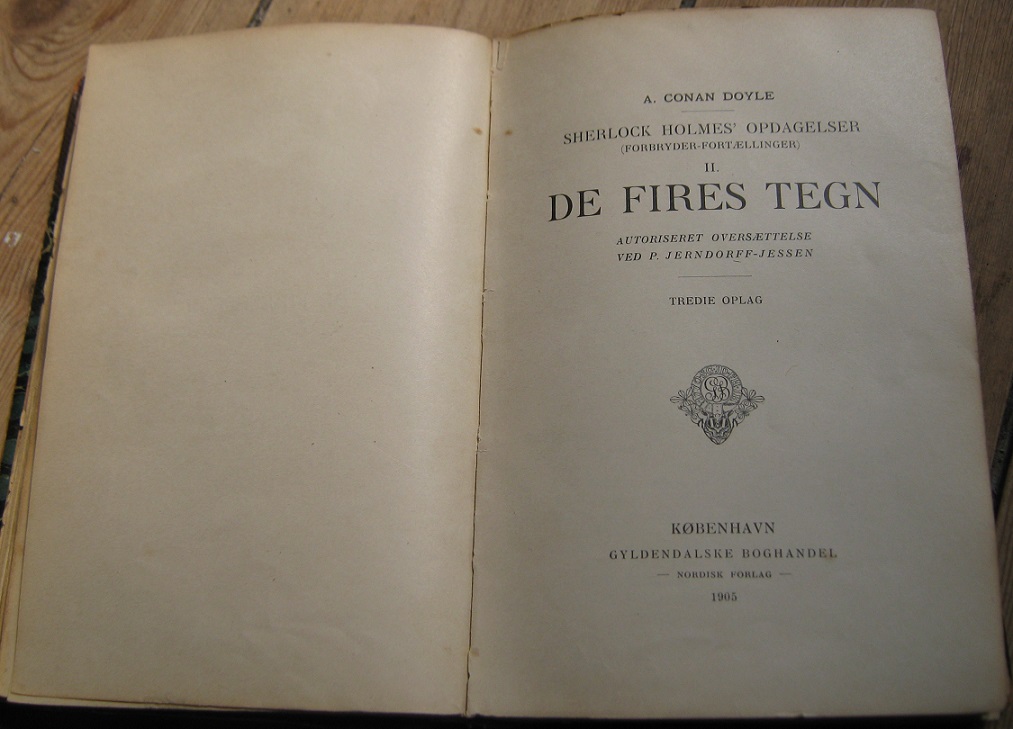 A. CONAN DOYLE
SHERLOCK HOLMES' OPDAGELSER
(FORBRYDER-FORTÆLLINGER)
II.
DE FIRES TEGN
AUTORISERET OVERSÆTTELSE
VED P. JERNDORFF-JESSEN
TREDIE OPLAG
KØBENHAVN
GYLDENDALSKE BOGHANDEL
— NORDISK FORLAG —
1905